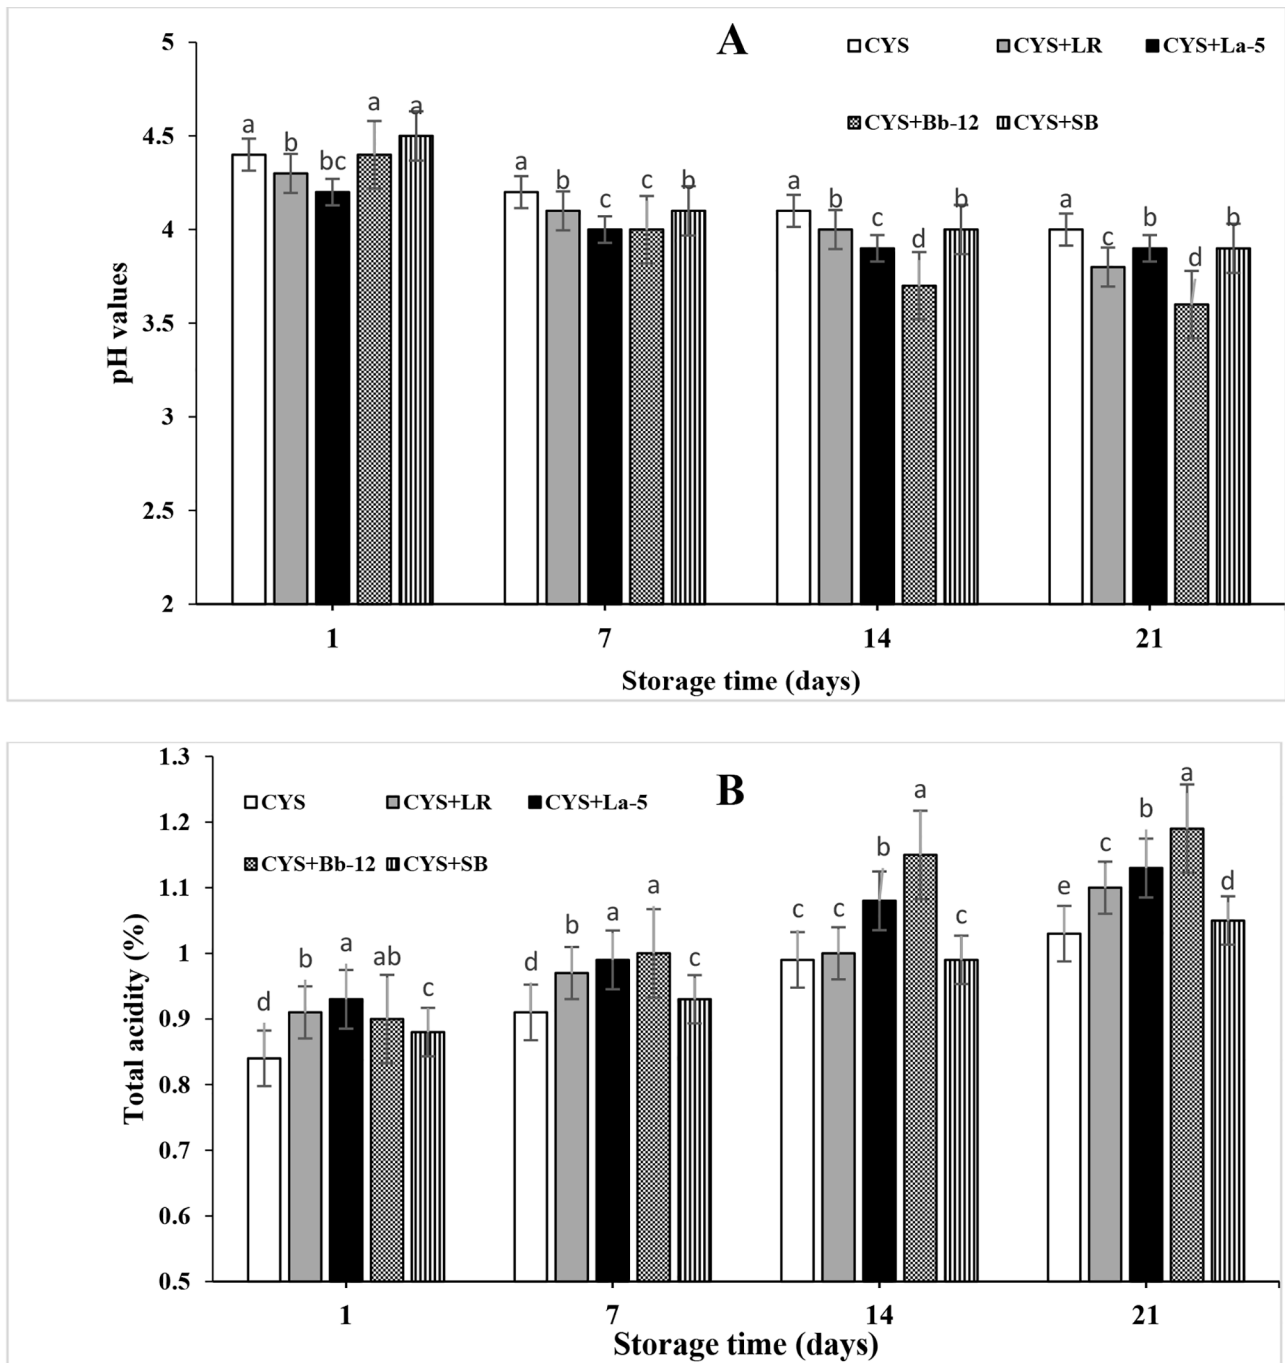 A
CYS CYS+LR CYS+La-5
CYS+Bb-12 CYS+SB
5
4.5
4
3.5
3
2.5
2
pH values
a b bc a a
a b c c b
a b c d b
a c b d b
1 7 14 21
Storage time (days)
B
CYS CYS+LR CYS+La-5
CYS+Bb-12 CYS+SB
1.3
1.2
1.1
1
0.9
0.8
0.7
0.6
0.5
Total acidity (%)
d b a ab c
d b a a c
c c b a c
e c b a d
1 7 14 21
Storage time (days)